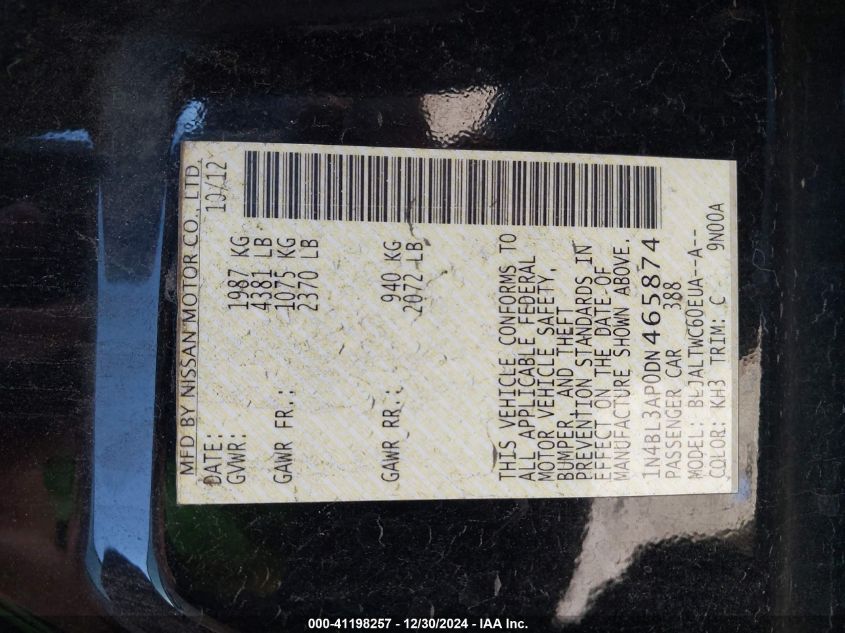 MFD BY NISSAN MOTOR CO., LTD.
DATE: 10/12
GVWR: 1987 KG
4381 LB
GAWR FR.: 1075 KG
2370 LB
GAWR RR.: 940 KG
2072 LB
THIS VEHICLE CONFORMS TO
ALL APPLICABLE FEDERAL
MOTOR VEHICLE SAFETY,
BUMPER, AND THEFT
PREVENTION STANDARDS IN
EFFECT ON THE DATE OF
MANUFACTURE SHOWN ABOVE.
1N4BL3AP0DN465874
PASSENGER CAR 388
MODEL: BLJALTWC60EUA--A--
COLOR: KH3 TRIM: C 9N00A
000-41198257 - 12/30/2024 - IAA Inc.